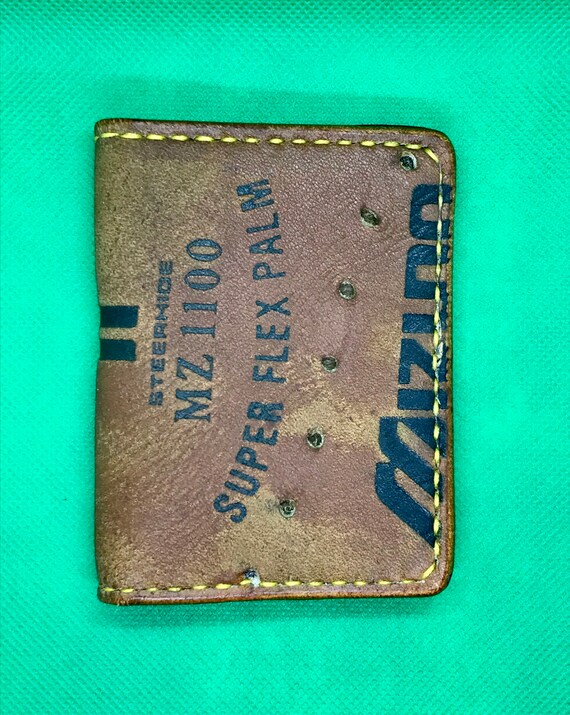 STEERHIDE
MZ 1100
SUPER FLEX PALM
MIZUNO